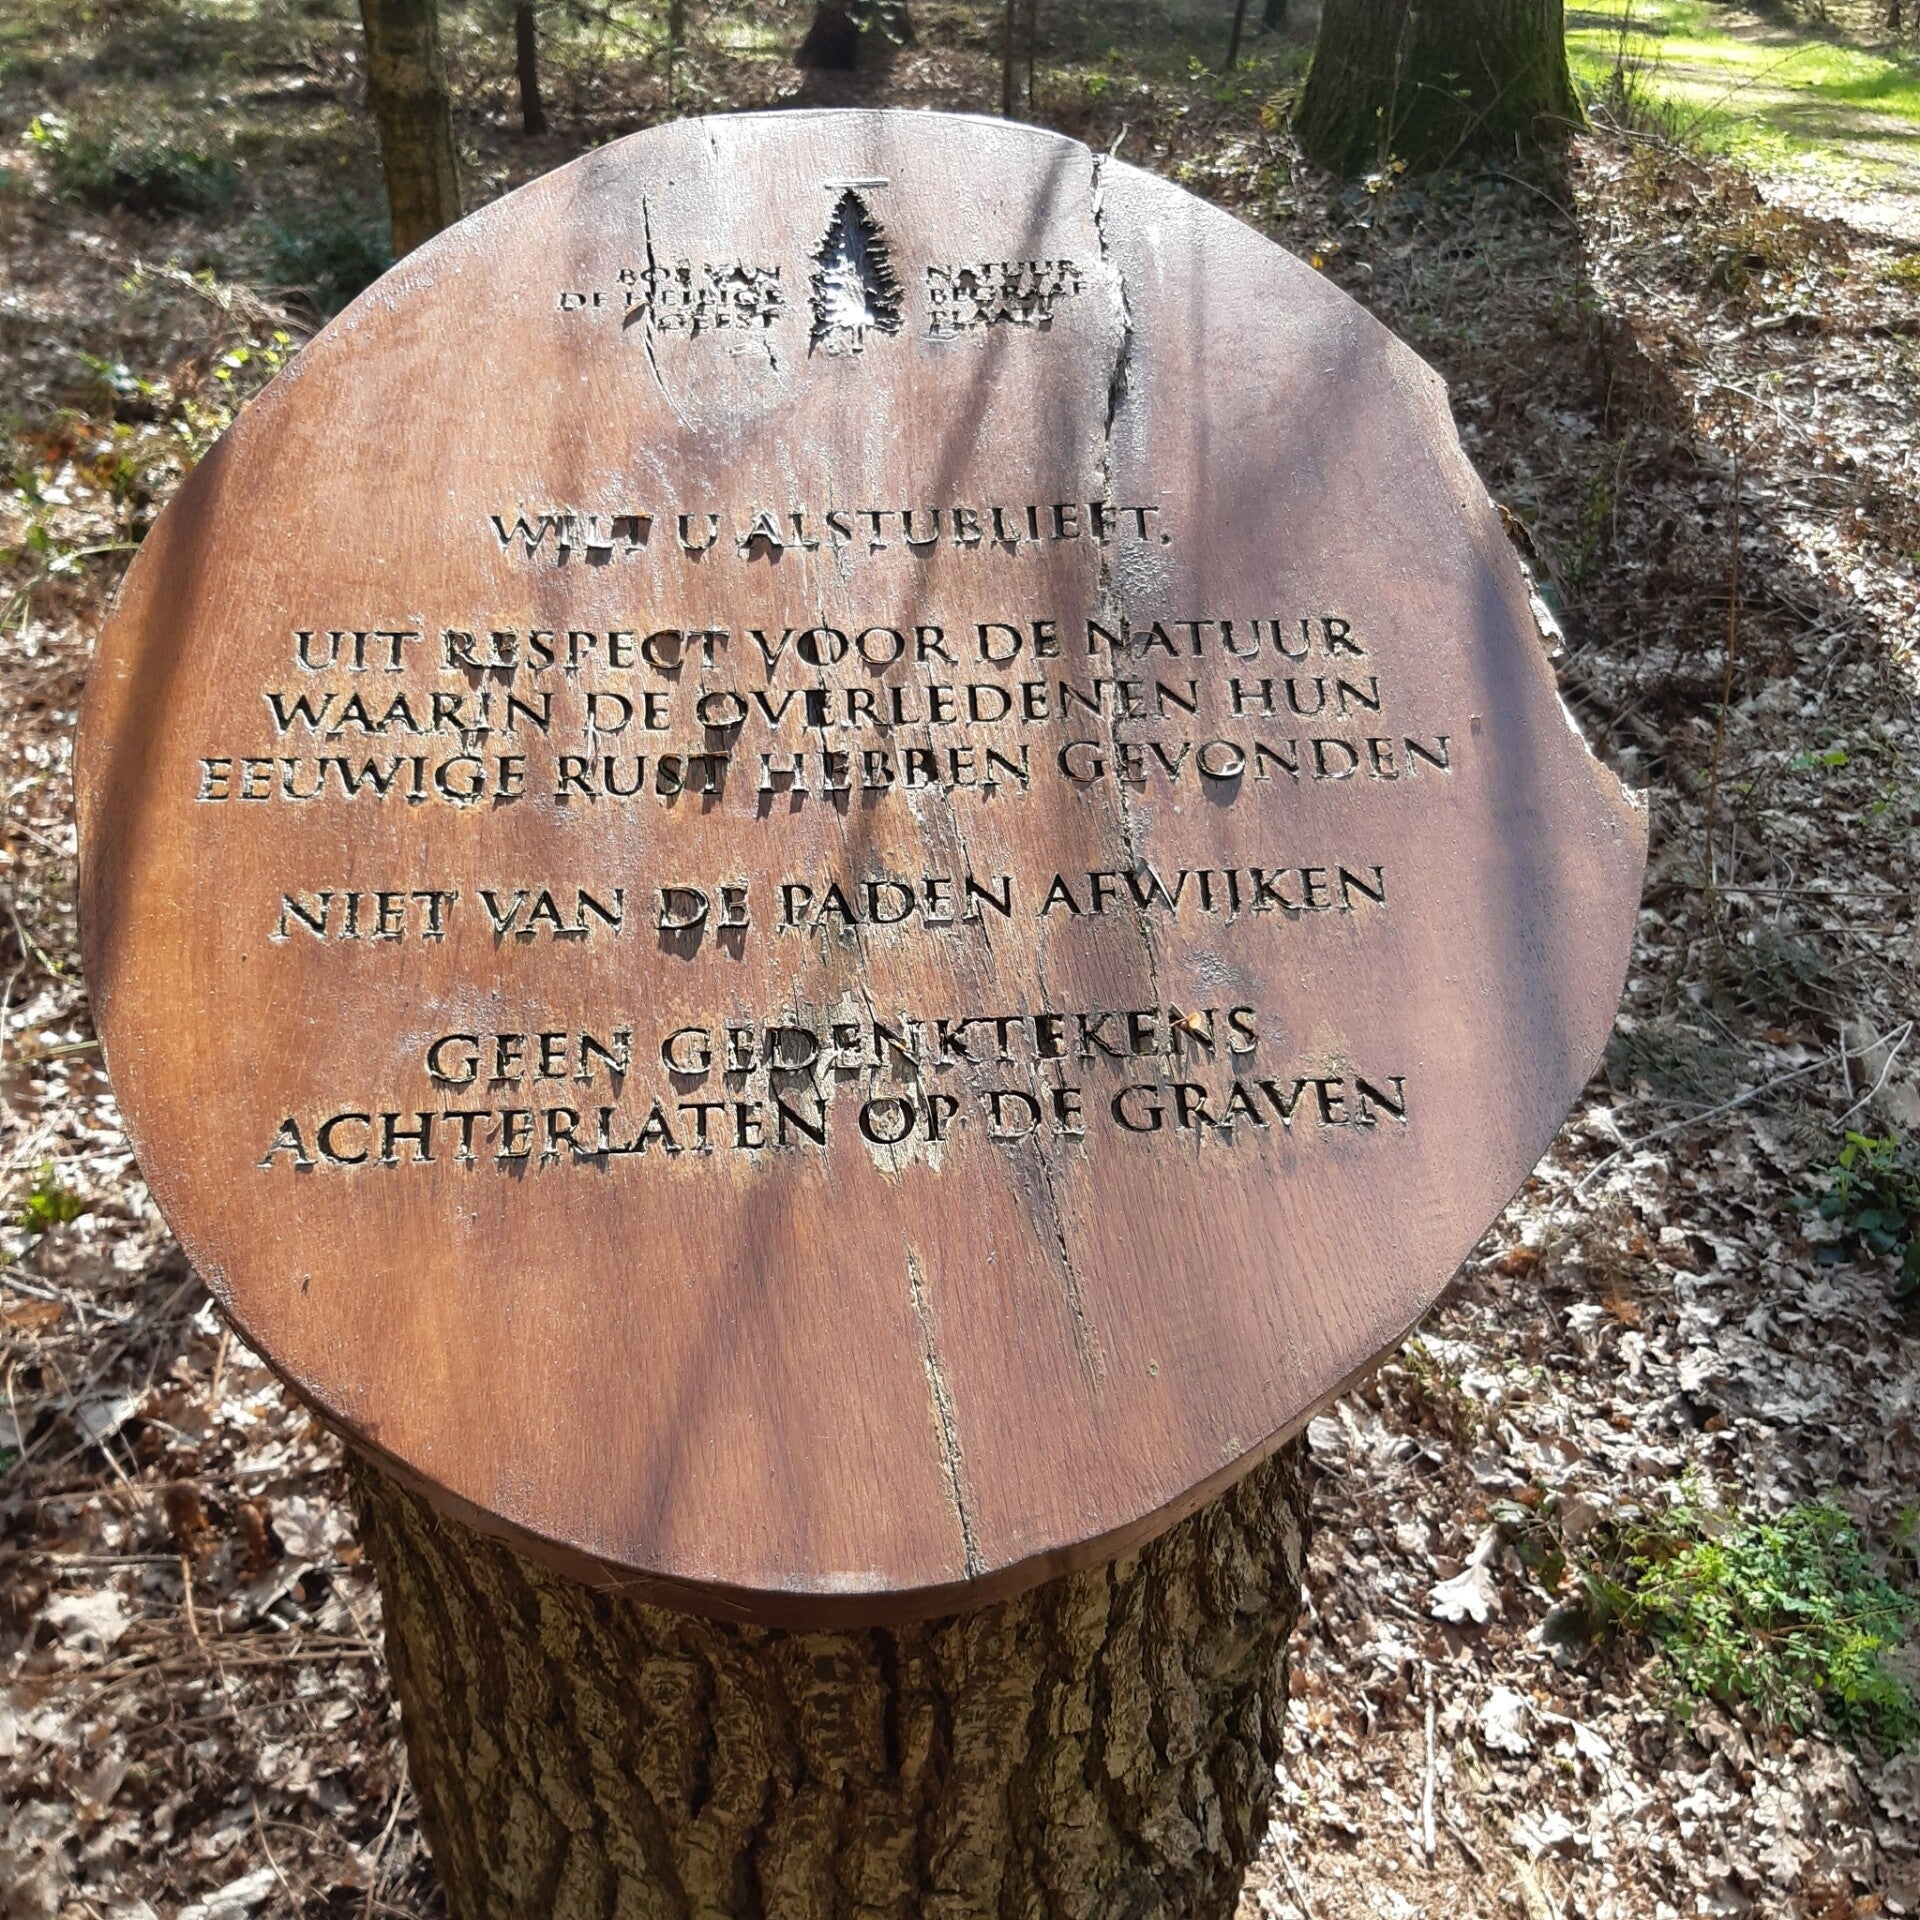 BOS VAN
DE HEILIGE
GEEST
NATUUR
BEGRAAF
PLAATS
WILT U ALSTUBLIEFT,
UIT RESPECT VOOR DE NATUUR
WAARIN DE OVERLEDENEN HUN
EEUWIGE RUST HEBBEN GEVONDEN
NIET VAN DE PADEN AFWIJKEN
GEEN GEDENKTEKENS
ACHTERLATEN OP DE GRAVEN